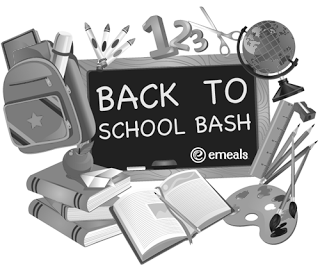 123
BACK TO
SCHOOL BASH
e emeals